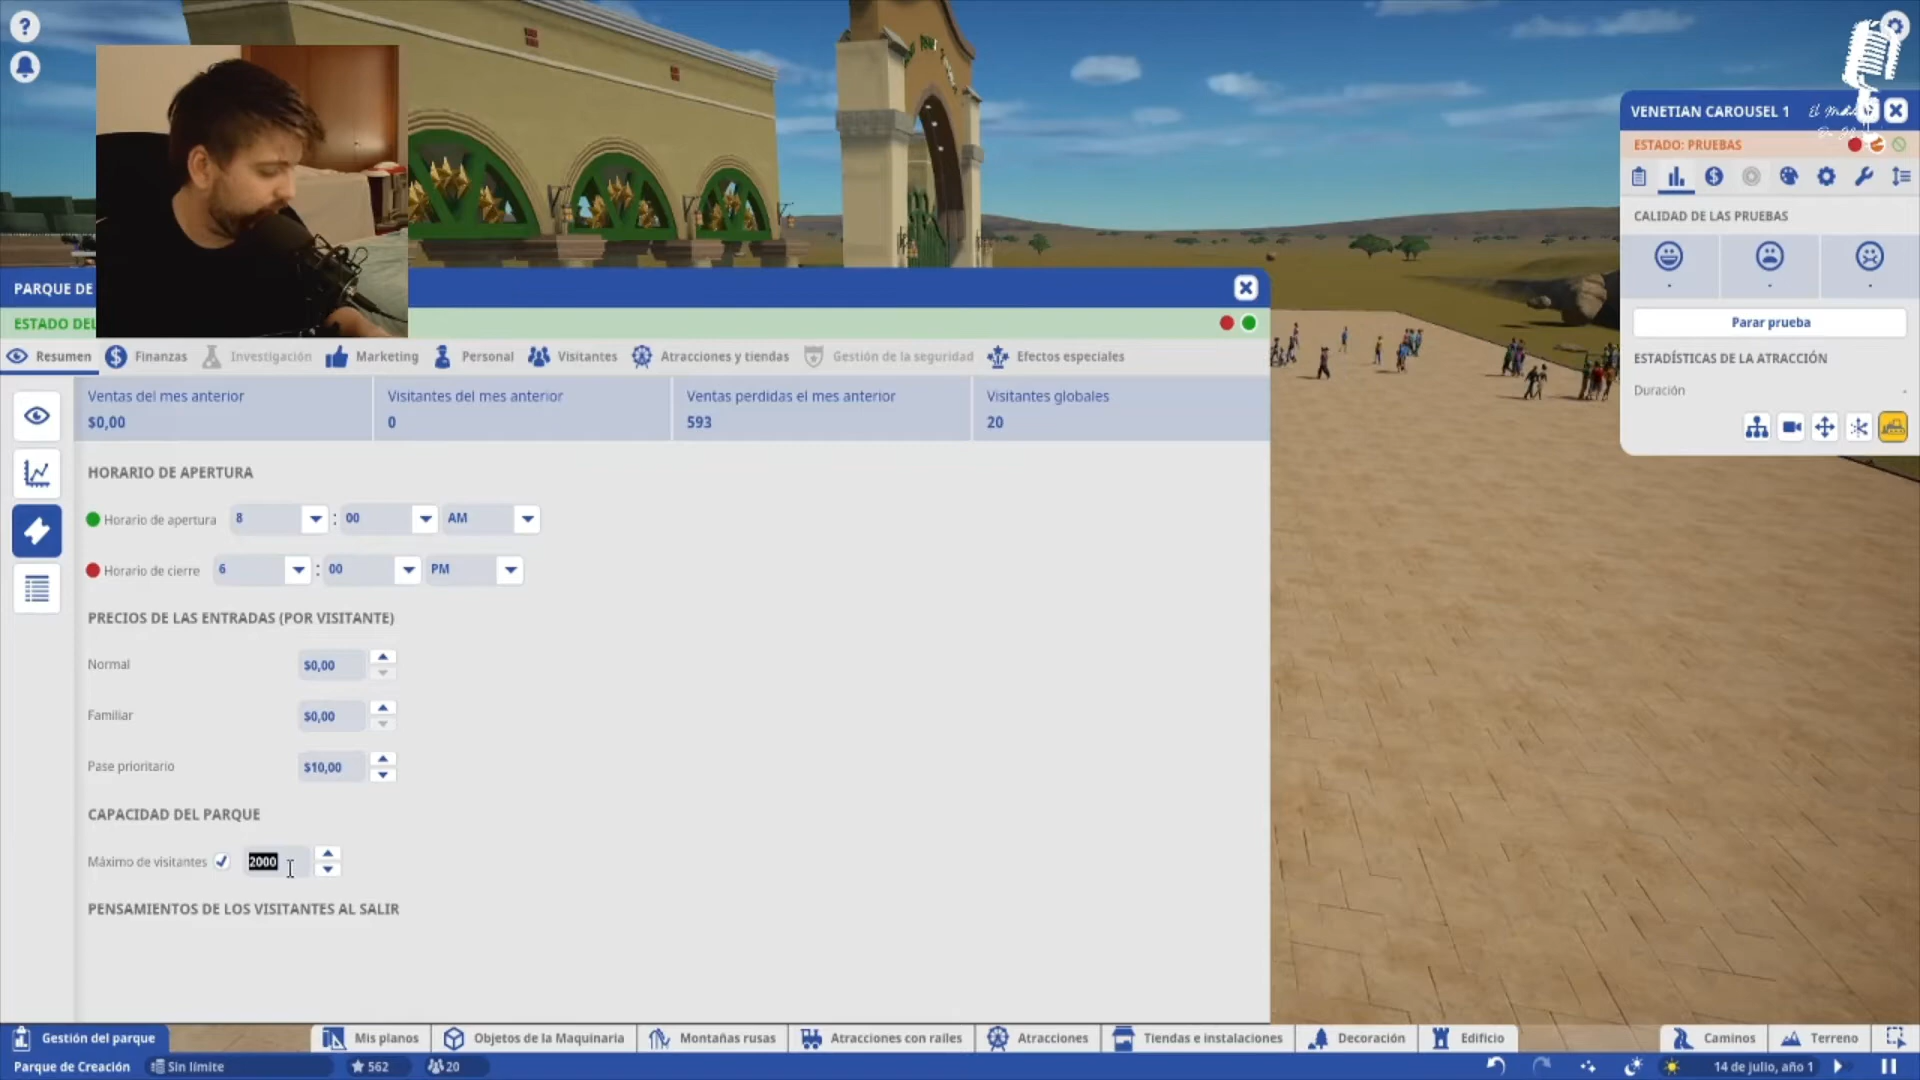 ?
VENETIAN CAROUSEL 1
ESTADO: PRUEBAS
CALIDAD DE LAS PRUEBAS
-
-
-
Parar prueba
ESTADÍSTICAS DE LA ATRACCIÓN
Duración
-
PARQUE DE
ESTADO DEL
Resumen
Finanzas
Investigación
Marketing
Personal
Visitantes
Atracciones y tiendas
Gestión de la seguridad
Efectos especiales
Ventas del mes anterior
$0,00
Visitantes del mes anterior
0
Ventas perdidas el mes anterior
593
Visitantes globales
20
HORARIO DE APERTURA
Horario de apertura 8 : 00 AM
Horario de cierre 6 : 00 PM
PRECIOS DE LAS ENTRADAS (POR VISITANTE)
Normal $0,00
Familiar $0,00
Pase prioritario $10,00
CAPACIDAD DEL PARQUE
Máximo de visitantes 2000
PENSAMIENTOS DE LOS VISITANTES AL SALIR
Gestión del parque
Mis planos
Objetos de la Maquinaria
Montañas rusas
Atracciones con raíles
Atracciones
Tiendas e instalaciones
Decoración
Edificio
Caminos
Terreno
Parque de Creación
Sin límite
562
20
14 de julio, año 1